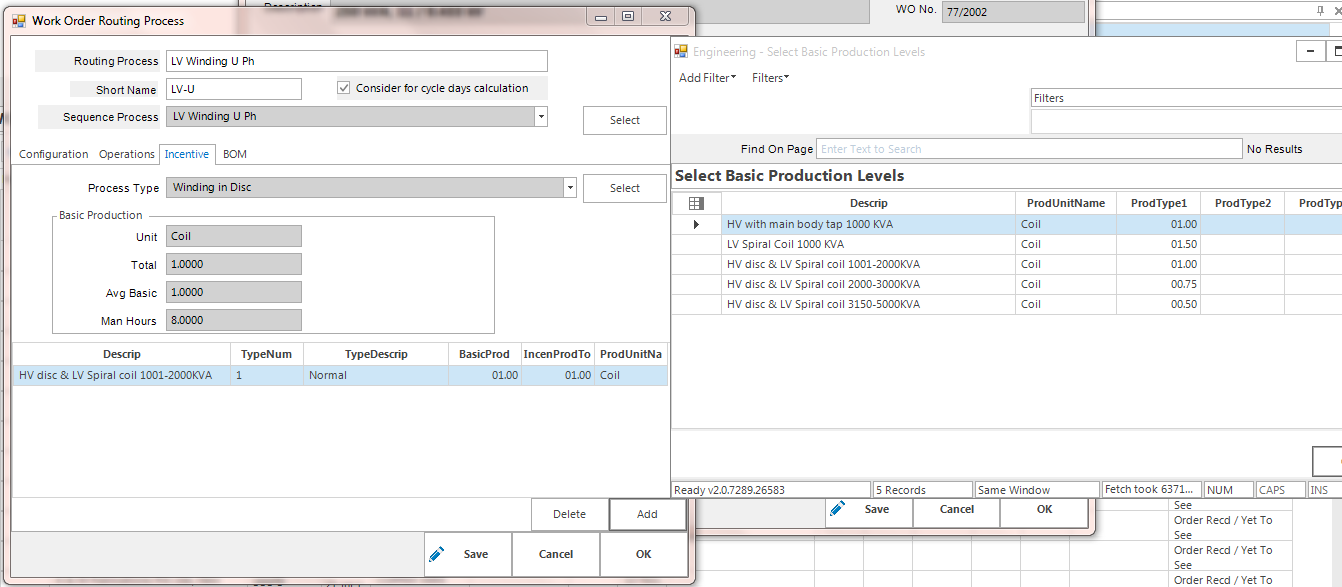 Description
WO No. 77/2002
Work Order Routing Process
Routing Process LV Winding U Ph
Short Name LV-U Consider for cycle days calculation
Sequence Process LV Winding U Ph Select
Configuration Operations Incentive BOM
Process Type Winding in Disc Select
Basic Production
Unit Coil
Total 1.0000
Avg Basic 1.0000
Man Hours 8.0000
Descrip TypeNum TypeDescrip BasicProd IncenProdTo ProdUnitNa
HV disc & LV Spiral coil 1001-2000KVA 1 Normal 01.00 01.00 Coil
Delete Add
Save Cancel OK
Engineering - Select Basic Production Levels
Add Filter Filters
Filters
Find On Page Enter Text to Search No Results
Select Basic Production Levels
Descrip ProdUnitName ProdType1 ProdType2 ProdTyp
HV with main body tap 1000 KVA Coil 01.00
LV Spiral Coil 1000 KVA Coil 01.50
HV disc & LV Spiral coil 1001-2000KVA Coil 01.00
HV disc & LV Spiral coil 2000-3000KVA Coil 00.75
HV disc & LV Spiral coil 3150-5000KVA Coil 00.50
Ready v2.0.7289.26583 5 Records Same Window Fetch took 6371... NUM CAPS INS
Save Cancel OK
See
Order Recd / Yet To
See
Order Recd / Yet To
See
Order Recd / Yet To